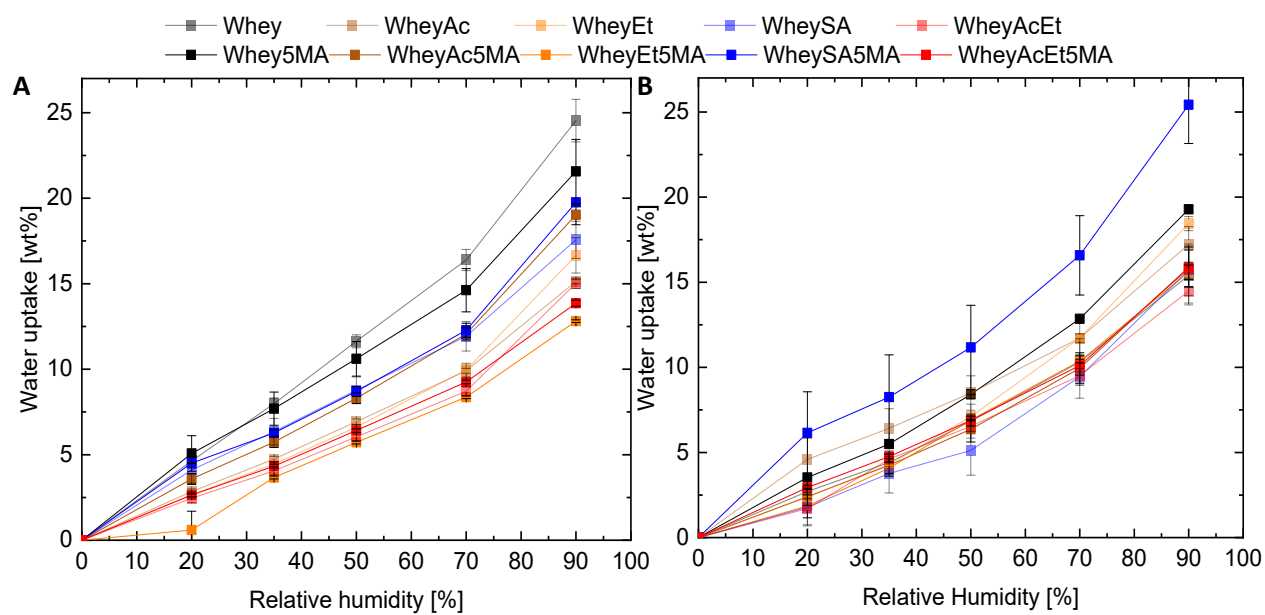 Whey WheyAc WheyEt WheySA WheyAcEt
Whey5MA WheyAc5MA WheyEt5MA WheySA5MA WheyAcEt5MA
A
25
20
15
10
5
0
Water uptake [wt%]
0 10 20 30 40 50 60 70 80 90 100
Relative humidity [%]
B
25
20
15
10
5
0
Water uptake [wt%]
0 10 20 30 40 50 60 70 80 90 100
Relative Humidity [%]